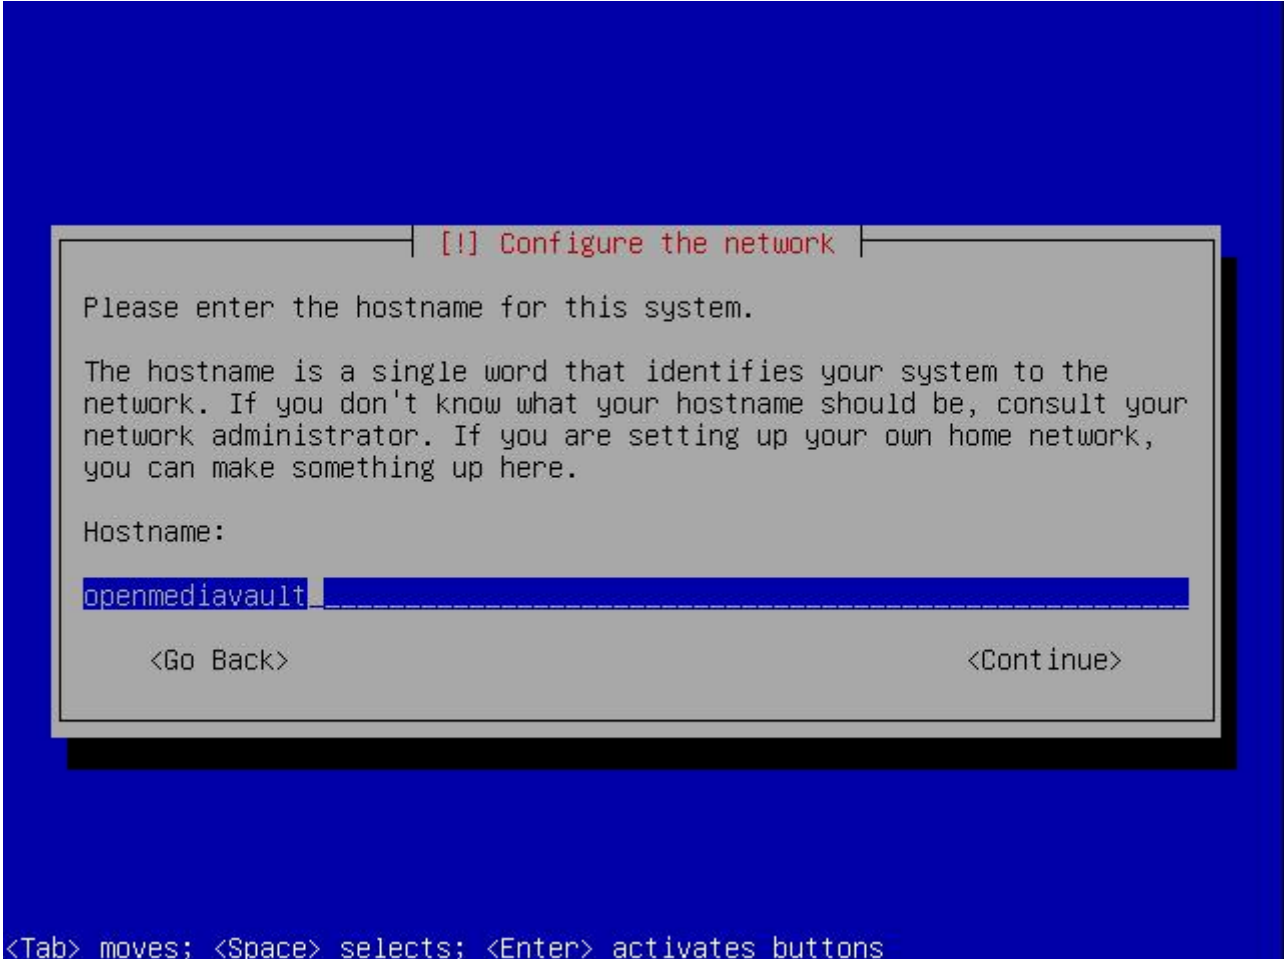 [!] Configure the network
Please enter the hostname for this system.
The hostname is a single word that identifies your system to the
network. If you don't know what your hostname should be, consult your
network administrator. If you are setting up your own home network,
you can make something up here.
Hostname:
openmediavault
<Go Back> <Continue>
<Tab> moves; <Space> selects; <Enter> activates buttons